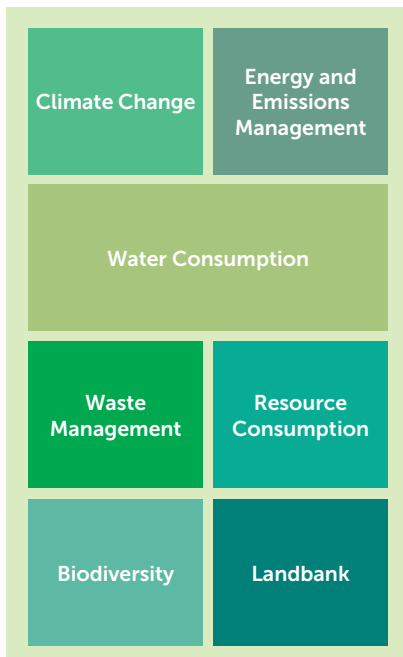 Climate Change
Energy and
Emissions
Management
Water Consumption
Waste
Management
Resource
Consumption
Biodiversity
Landbank